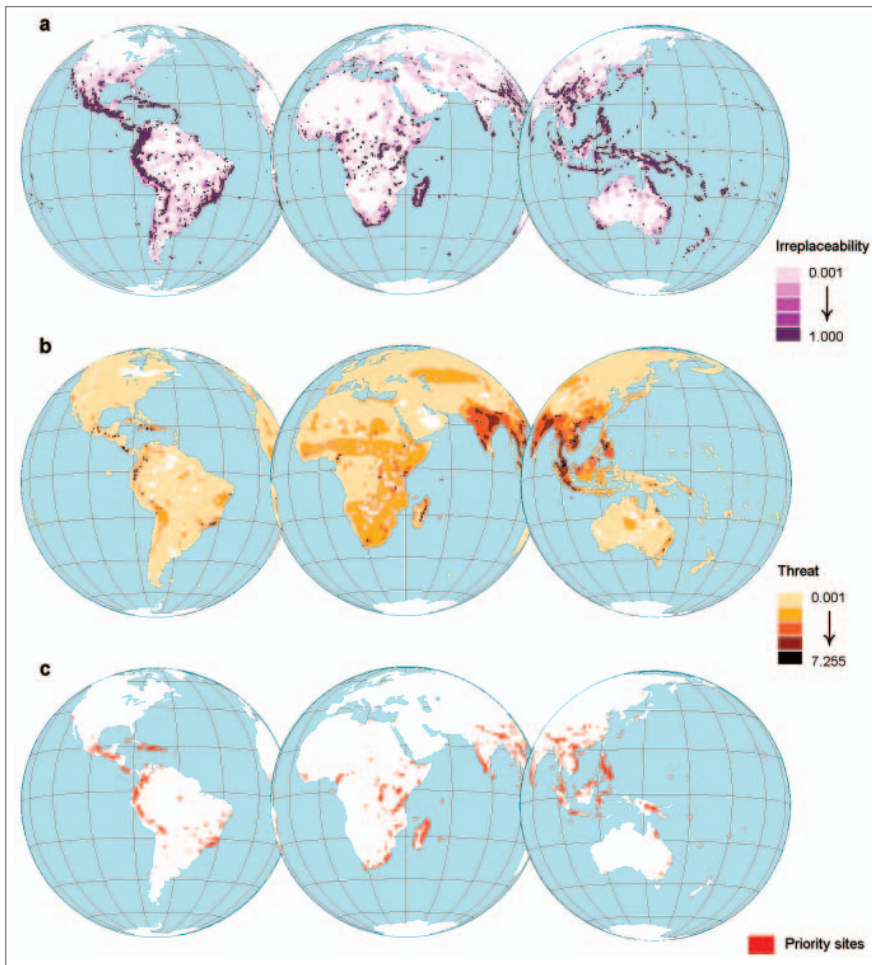 a
Irreplaceability
0.001
1.000
b
Threat
0.001
7.255
c
Priority sites